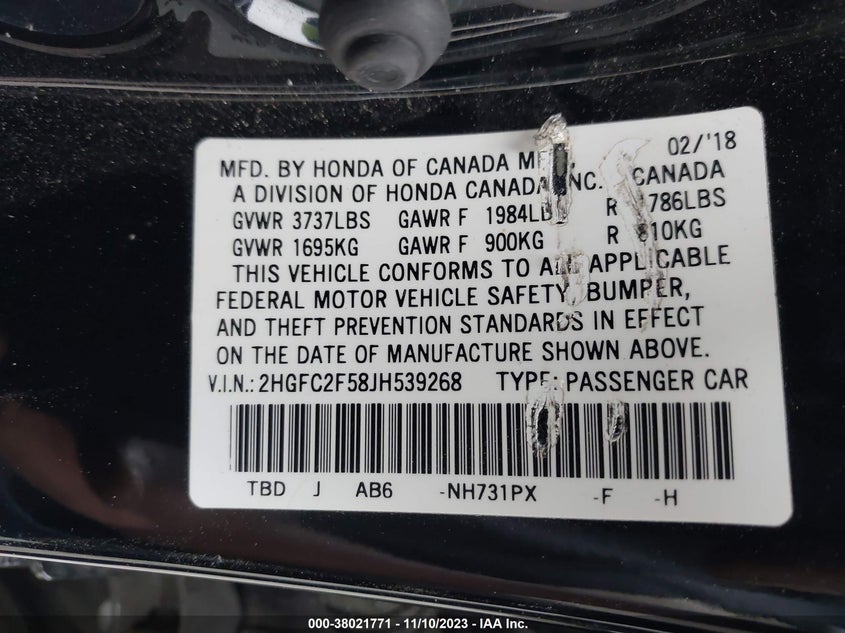 02/'18
MFD. BY HONDA OF CANADA
A DIVISION OF HONDA CANADA INC. CANADA
GVWR 3737LBS GAWR F 1984LBS R 1786LBS
GVWR 1695KG GAWR F 900KG R 810KG
THIS VEHICLE CONFORMS TO ALL APPLICABLE
FEDERAL MOTOR VEHICLE SAFETY, BUMPER,
AND THEFT PREVENTION STANDARDS IN EFFECT
ON THE DATE OF MANUFACTURE SHOWN ABOVE.
V.I.N.: 2HGFC2F58JH539268 TYPE: PASSENGER CAR
TBD J AB6 -NH731PX -F -H
000-38021771 - 11/10/2023 - IAA Inc.